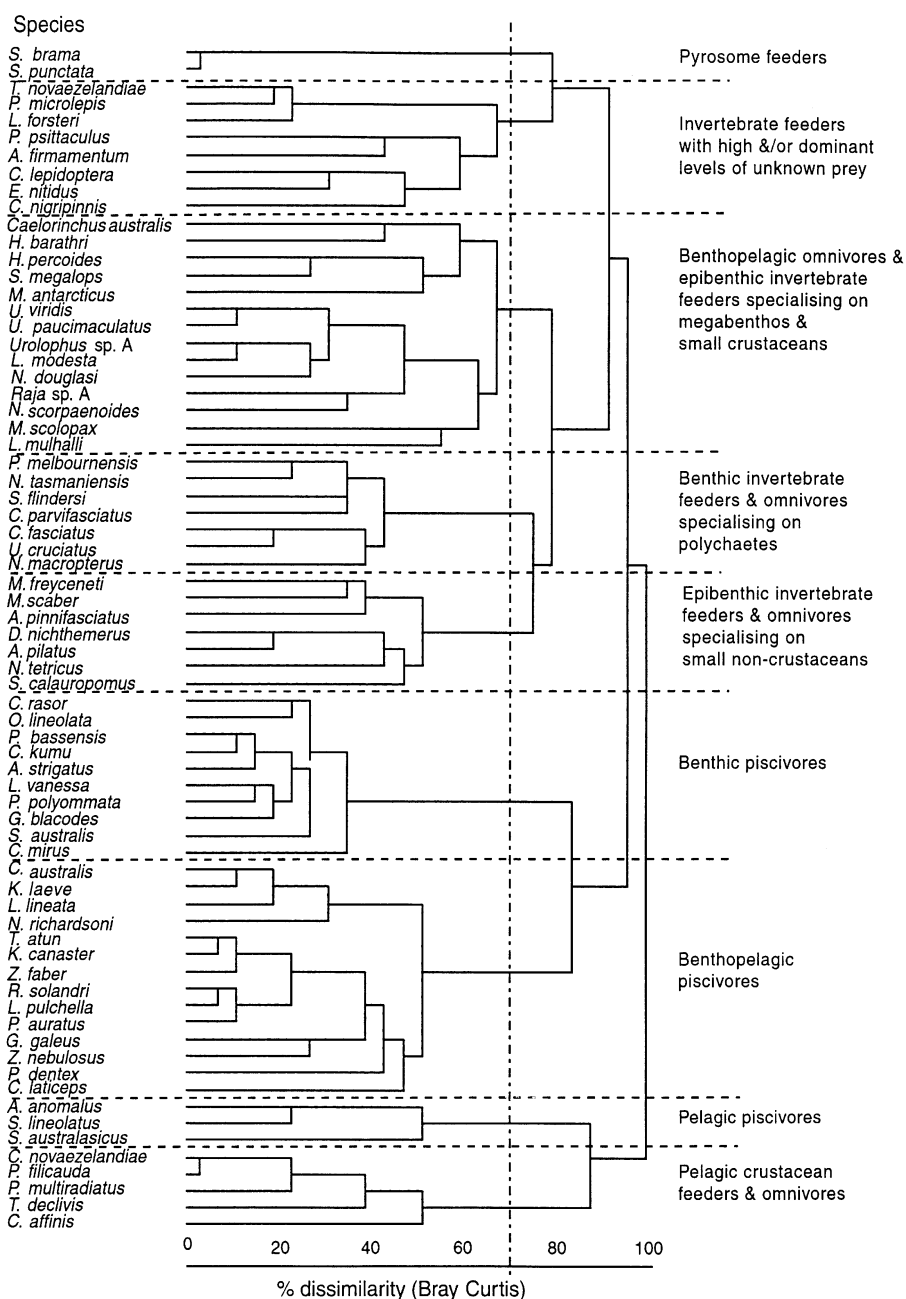 Species
S. brama
S. punctata
Pyrosome feeders
T. novaezelandiae
P. microlepis
L. forsteri
P. psittaculus
A. firmamentum
C. lepidoptera
E. nitidus
C. nigripinnis
Invertebrate feeders
with high &/or dominant
levels of unknown prey
Caelorinchus australis
H. barathri
H. percoides
S. megalops
M. antarcticus
U. viridis
U. paucimaculatus
Urolophus sp. A
L. modesta
N. douglasi
Raja sp. A
N. scorpaenoides
M. scolopax
L. mulhalli
Benthopelagic omnivores &
epibenthic invertebrate
feeders specialising on
megabenthos &
small crustaceans
P. melbournensis
N. tasmaniensis
S. flindersi
C. parvifasciatus
C. fasciatus
U. cruciatus
N. macropterus
Benthic invertebrate
feeders & omnivores
specialising on
polychaetes
M. freyceneti
M. scaber
A. pinnifasciatus
D. nichthemerus
A. pilatus
N. tetricus
S. calauropomus
Epibenthic invertebrate
feeders & omnivores
specialising on
small non-crustaceans
C. rasor
O. lineolata
P. bassensis
C. kumu
A. strigatus
L. vanessa
P. polyommata
G. blacodes
S. australis
C. mirus
Benthic piscivores
C. australis
K. laeve
L. lineata
N. richardsoni
T. atun
K. canaster
Z. faber
R. solandri
L. pulchella
P. auratus
G. galeus
Z. nebulosus
P. dentex
C. laticeps
Benthopelagic
piscivores
A. anomalus
S. lineolatus
S. australasicus
Pelagic piscivores
C. novaezelandiae
P. filicauda
P. multiradiatus
T. declivis
C. affinis
Pelagic crustacean
feeders & omnivores
0 20 40 60 80 100
% dissimilarity (Bray Curtis)